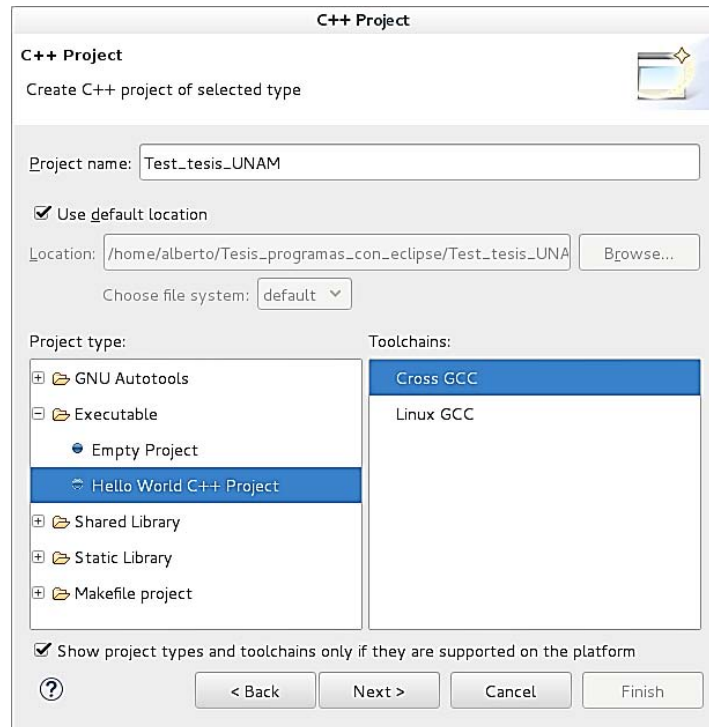 C++ Project
C++ Project
Create C++ project of selected type
Project name: Test_tesis_UNAM
Use default location
Location: /home/alberto/Tesis_programas_con_eclipse/Test_tesis_UNA Browse...
Choose file system: default
Project type: Toolchains:
GNU Autotools Cross GCC
Executable Linux GCC
Empty Project
Hello World C++ Project
Shared Library
Static Library
Makefile project
Show project types and toolchains only if they are supported on the platform
? < Back Next > Cancel Finish